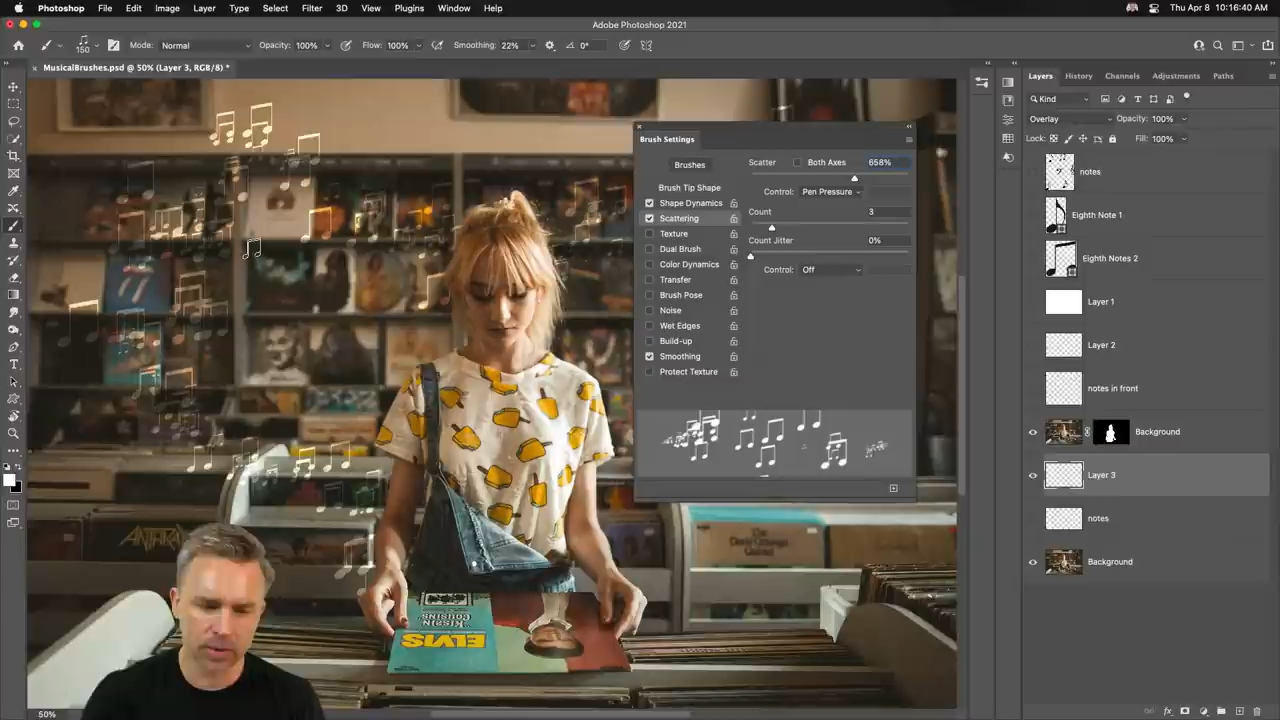 Photoshop File Edit Image Layer Type Select Filter 3D View Plugins Window Help
Thu Apr 8 10:16:40 AM
Adobe Photoshop 2021
150 Mode: Normal Opacity: 100% Flow: 100% Smoothing: 22% 0°
MusicalBrushes.psd @ 50% (Layer 3, RGB/8) *
Layers History Channels Adjustments Paths
Kind
Overlay Opacity: 100%
Lock: Fill: 100%
notes
Eighth Note 1
Eighth Notes 2
Layer 1
Layer 2
notes in front
Background
Layer 3
notes
Background
Brush Settings
Brushes
Brush Tip Shape
Shape Dynamics
Scattering
Texture
Dual Brush
Color Dynamics
Transfer
Brush Pose
Noise
Wet Edges
Build-up
Smoothing
Protect Texture
Scatter Both Axes 658%
Control: Pen Pressure
Count 3
Count Jitter 0%
Control: Off
ANTHRAX
KISSIN' COUSINS
ELVIS
50%